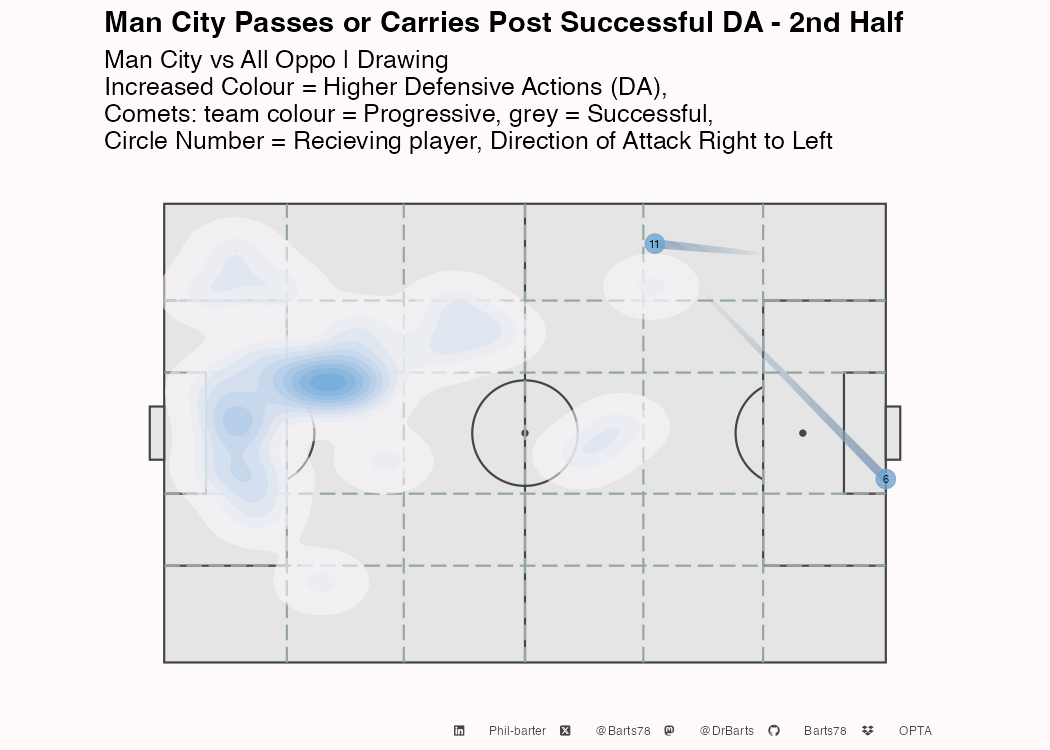 Man City Passes or Carries Post Successful DA - 2nd Half
Man City vs All Oppo | Drawing
Increased Colour = Higher Defensive Actions (DA),
Comets: team colour = Progressive, grey = Successful,
Circle Number = Recieving player, Direction of Attack Right to Left
11
6
Phil-barter @Barts78 @DrBarts Barts78 OPTA